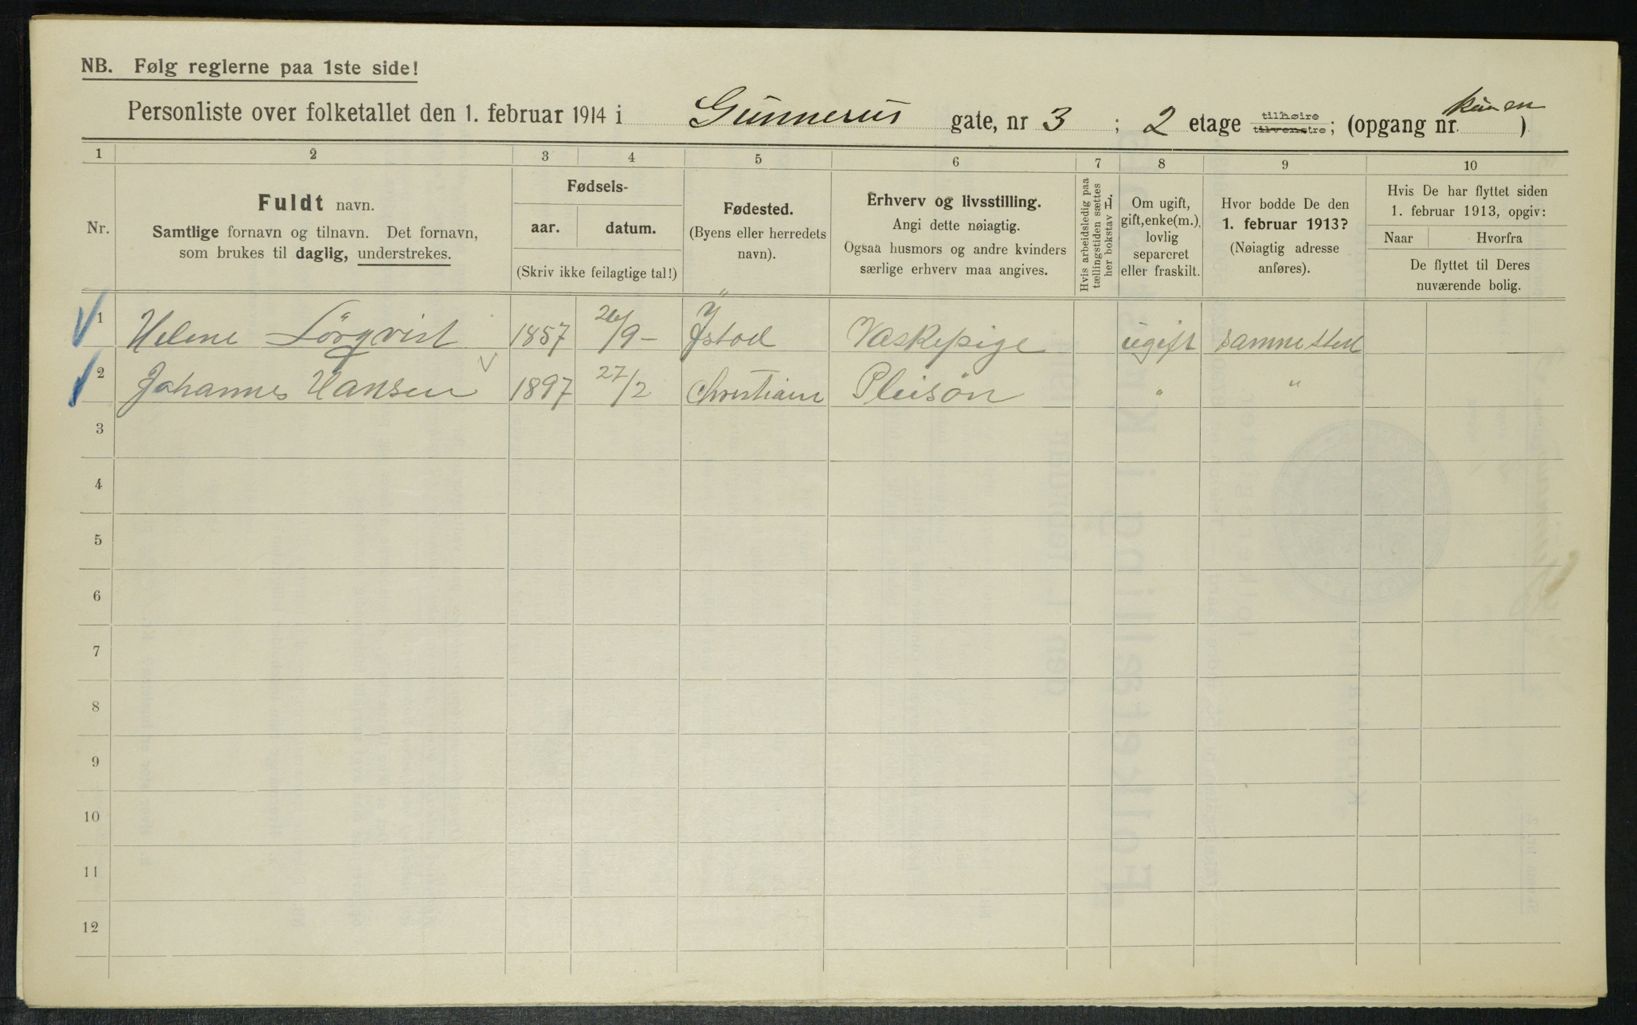 NB. Følg reglerne paa 1ste side!
Personliste over folketallet den 1. februar 1914 i Gunnerus gate, nr 3 ; 2 etage tilhøire tilvenstre; (opgang nr. )
1 2 3 4 5 6 7 8 9 10
Nr.
Fuldt navn.
Samtlige fornavn og tilnavn. Det fornavn,
som brukes til daglig, understrekes.
Fødsels-
aar. datum.
(Skriv ikke feilagtige tal!)
Fødested.
(Byens eller herredets
navn).
Erhverv og livsstilling.
Angi dette nøiagtig.
Ogsaa husmors og andre kvinders
særlige erhverv maa angives.
Hvis arbeidsledig paa
tællingstiden sættes
her bokstav L.
Om ugift,
gift, enke(m.),
lovlig
separeret
eller fraskilt.
Hvor bodde De den
1. februar 1913?
(Nøiagtig adresse
anføres).
Hvis De har flyttet siden
1. februar 1913, opgiv:
Naar Hvorfra
De flyttet til Deres
nuværende bolig.
1 Helene Lörqvist 1857 26/9 - Ÿstad Vaskepige ugift samme sted
2 Johannes Hansen 1897 27/2 Christiania " "
3
4
5
6
7
8
9
10
11
12